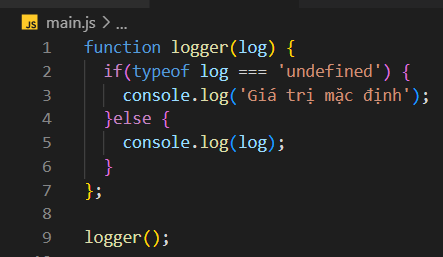 JS main.js > ...
1 function logger(log) {
2 if(typeof log === 'undefined') {
3 console.log('Giá trị mặc định');
4 }else {
5 console.log(log);
6 }
7 };
8
9 logger();